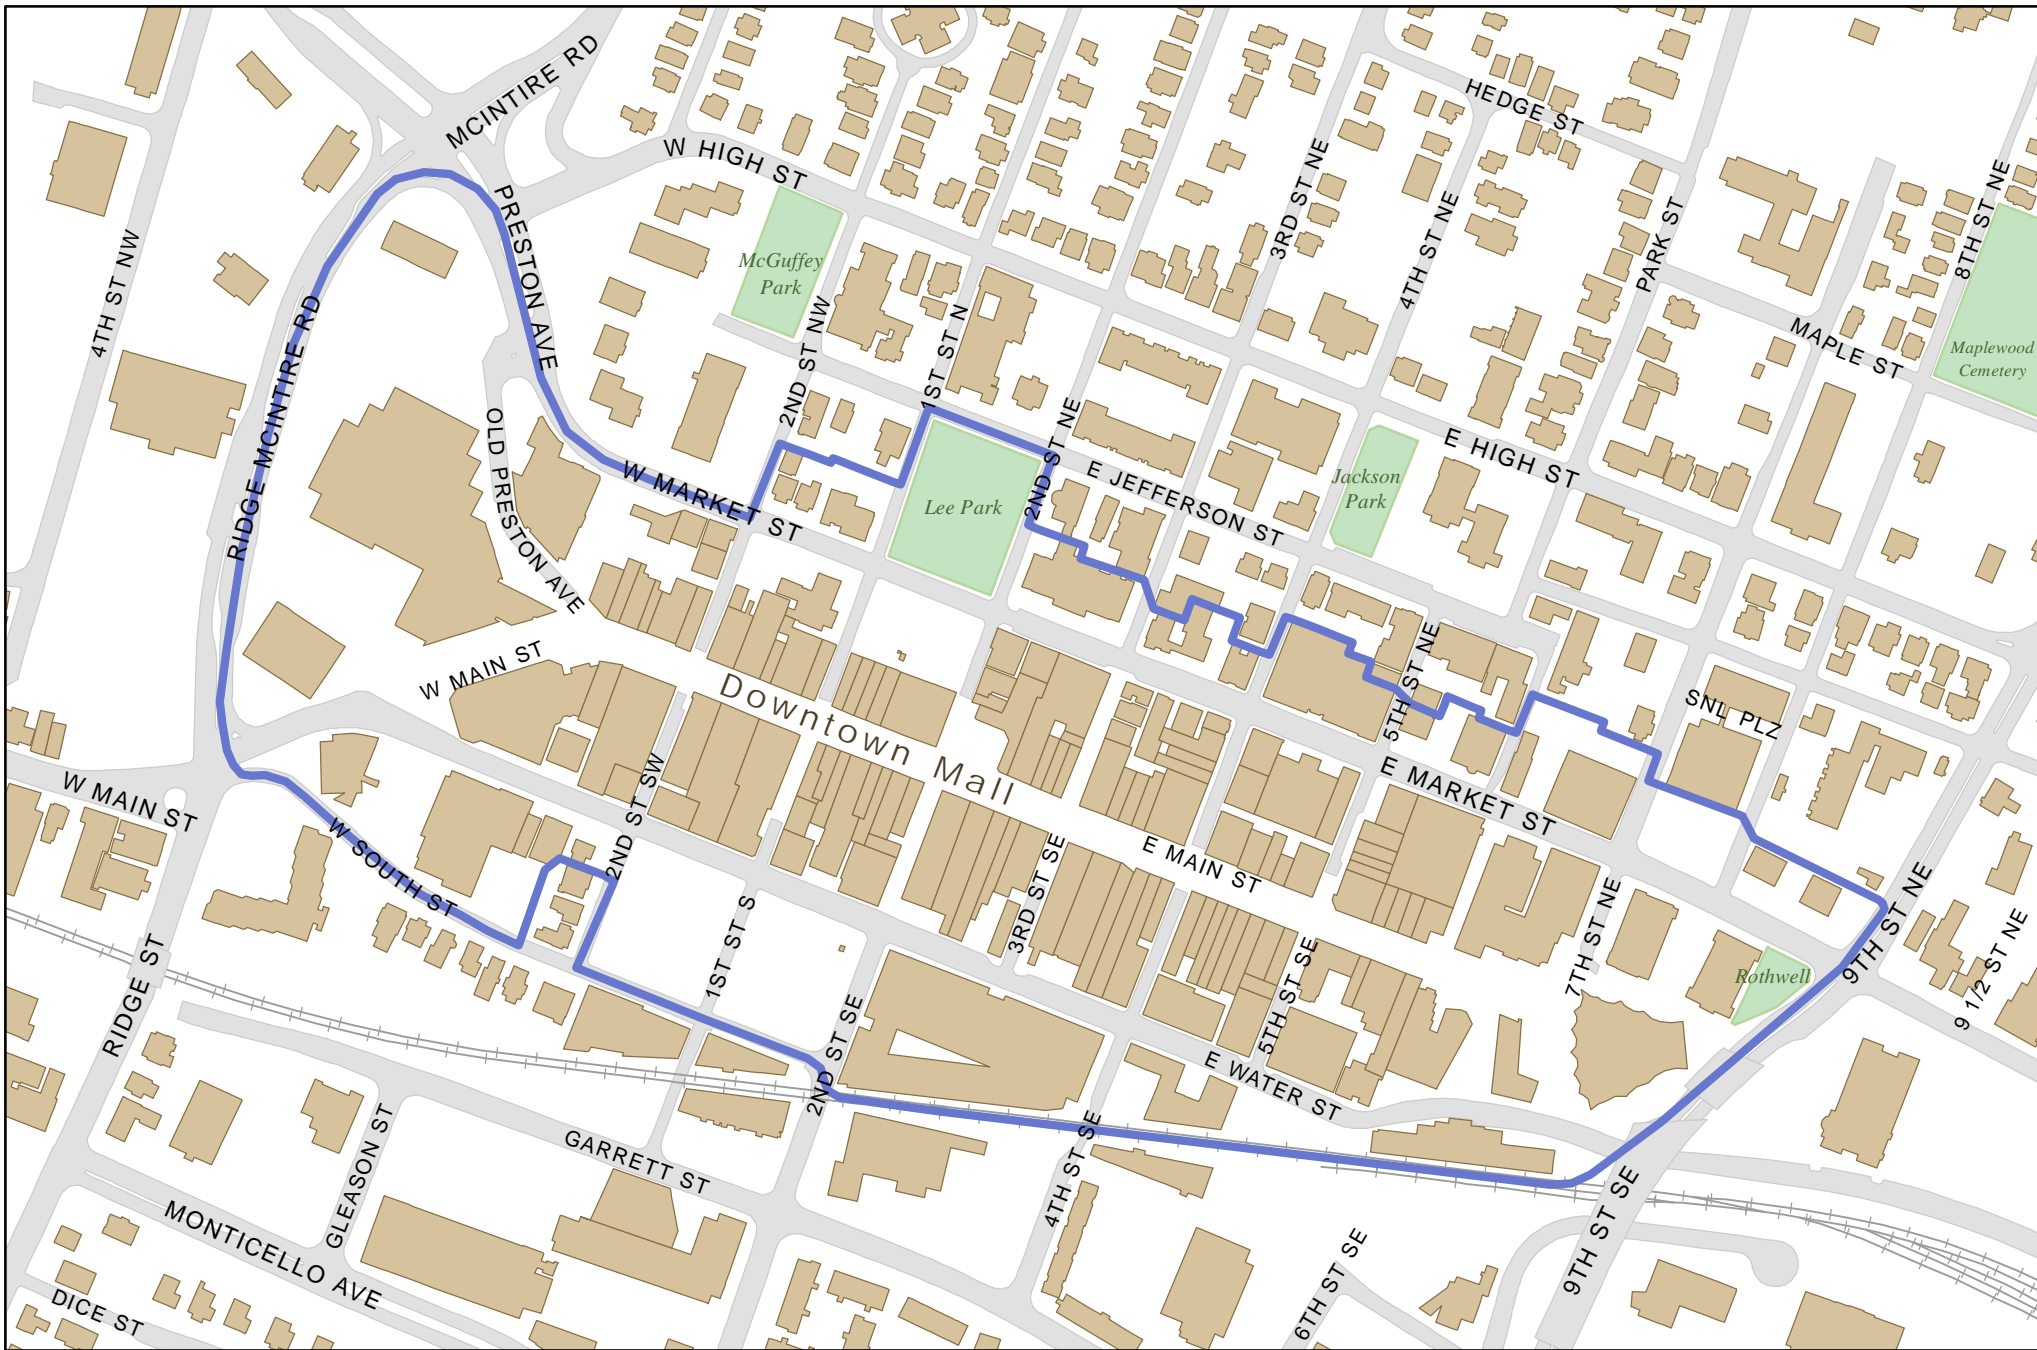 MCINTIRE RD
HEDGE ST
W HIGH ST
3RD ST NE
4TH ST NE
PARK ST
8TH ST NE
4TH ST NW
PRESTON AVE
McGuffey
Park
2ND ST NW
1ST ST N
MAPLE ST
Maplewood
Cemetery
RIDGE MCINTIRE RD
OLD PRESTON AVE
W MARKET ST
Lee Park
2ND ST NE
E JEFFERSON ST
Jackson
Park
E HIGH ST
W MAIN ST
Downtown Mall
5TH ST NE
SNL PLZ
W MAIN ST
W SOUTH ST
2ND ST SW
E MARKET ST
E MAIN ST
3RD ST SE
1ST ST S
7TH ST NE
9TH ST NE
9 1/2 ST NE
Rothwell
RIDGE ST
2ND ST SE
5TH ST SE
E WATER ST
4TH ST SE
GARRETT ST
GLEASON ST
MONTICELLO AVE
9TH ST SE
6TH ST SE
DICE ST